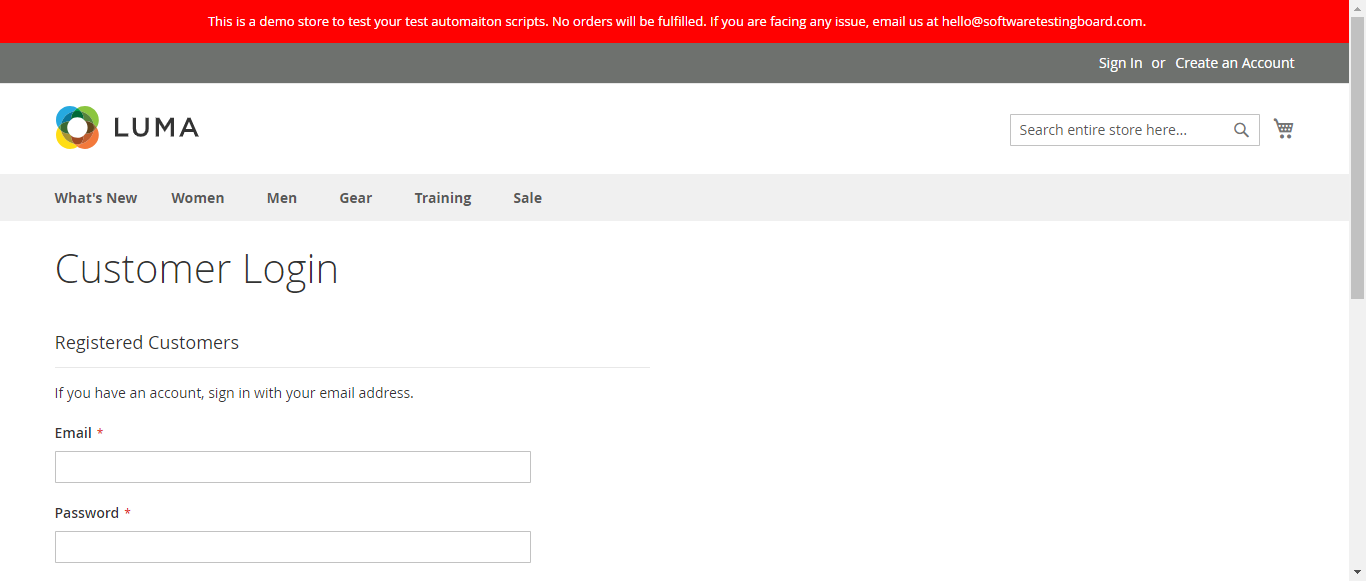 This is a demo store to test your test automaiton scripts. No orders will be fulfilled. If you are facing any issue, email us at hello@softwaretestingboard.com.
Sign In or Create an Account
LUMA
Search entire store here...
What's New Women Men Gear Training Sale
Customer Login
Registered Customers
If you have an account, sign in with your email address.
Email *
Password *